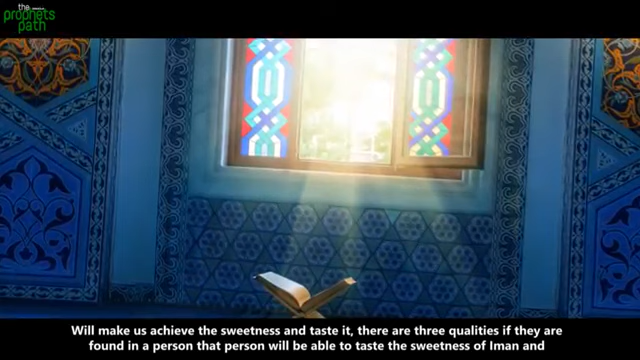 the
prophets
path
Will make us achieve the sweetness and taste it, there are three qualities if they are
found in a person that person will be able to taste the sweetness of Iman and